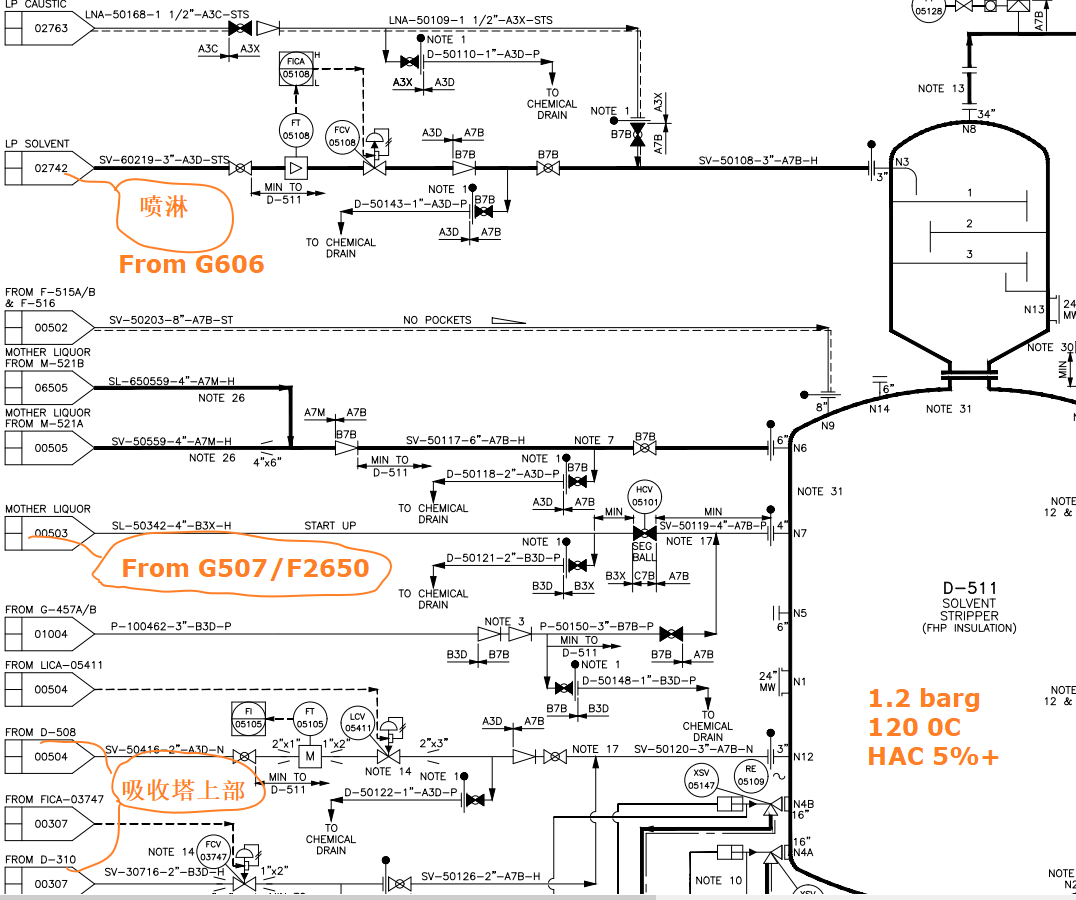 LP CAUSTIC
02763
LNA-50168-1 1/2"-A3C-STS
LNA-50109-1 1/2"-A3X-STS
A3C A3X
NOTE 1
D-50110-1"-A3D-P
A3X A3D
TO
CHEMICAL
DRAIN
NOTE 1
A3X
B7B
A7B
05128
A7B
NOTE 13
34"
N8
FICA
05108
H
L
FT
05108
FCV
05108
LP SOLVENT
02742
SV-60219-3"-A3D-STS
MIN TO
D-511
A3D A7B
B7B
B7B
SV-50108-3"-A7B-H
3"
N3
NOTE 1
D-50143-1"-A3D-P
B7B
A3D A7B
TO CHEMICAL
DRAIN
喷淋
From G606
1
2
3
N13
24"
MW
NOTE 30
MIN
FROM F-515A/B
& F-516
00502
SV-50203-8"-A7B-ST
NO POCKETS
8"
N9
6"
N14
NOTE 31
MOTHER LIQUOR
FROM M-521B
06505
SL-650559-4"-A7M-H
NOTE 26
MOTHER LIQUOR
FROM M-521A
00505
SV-50559-4"-A7M-H
NOTE 26
4"x6"
A7M A7B
B7B
MIN TO
D-511
SV-50117-6"-A7B-H
NOTE 7
B7B
6"
N6
NOTE 1
D-50118-2"-A3D-P
B7B
A3D A7B
TO CHEMICAL
DRAIN
NOTE 31
HCV
05101
MOTHER LIQUOR
00503
SL-50342-4"-B3X-H
START UP
MIN
MIN
SV-50119-4"-A7B-P
NOTE 17
4"
N7
SEG
BALL
B3X C7B A7B
NOTE 1
D-50121-2"-B3D-P
B7B
B3D B3X
TO CHEMICAL
DRAIN
From G507/F2650
FROM G-457A/B
01004
P-100462-3"-B3D-P
NOTE 3
B3D B7B
P-50150-3"-B7B-P
MIN TO
D-511
B7B A7B
NOTE 1
D-50148-1"-B3D-P
B7B B3D
TO
CHEMICAL
DRAIN
N5
6"
24"
MW
N1
D-511
SOLVENT
STRIPPER
(FHP INSULATION)
NOTE
12 &
NOTE
12 &
1.2 barg
120 0C
HAC 5%+
FROM LICA-05411
00504
FROM D-508
00504
SV-50416-2"-A3D-N
FI
05105
FT
05105
LCV
05411
2"x1"
M
1"x2"
2"x3"
MIN TO
D-511
NOTE 14
A3D A7B
NOTE 17
SV-50120-3"-A7B-N
3"
N12
NOTE 1
D-50122-1"-A3D-P
TO
CHEMICAL
DRAIN
吸收塔上部
XSV
05147
RE
05109
N4B
16"
16"
N4A
NOTE 10
XSV
FROM FICA-03747
00307
FROM D-310
00307
NOTE 14
FCV
03747
SV-30716-2"-B3D-H
1"x2"
SV-50126-2"-A7B-H
NOTE